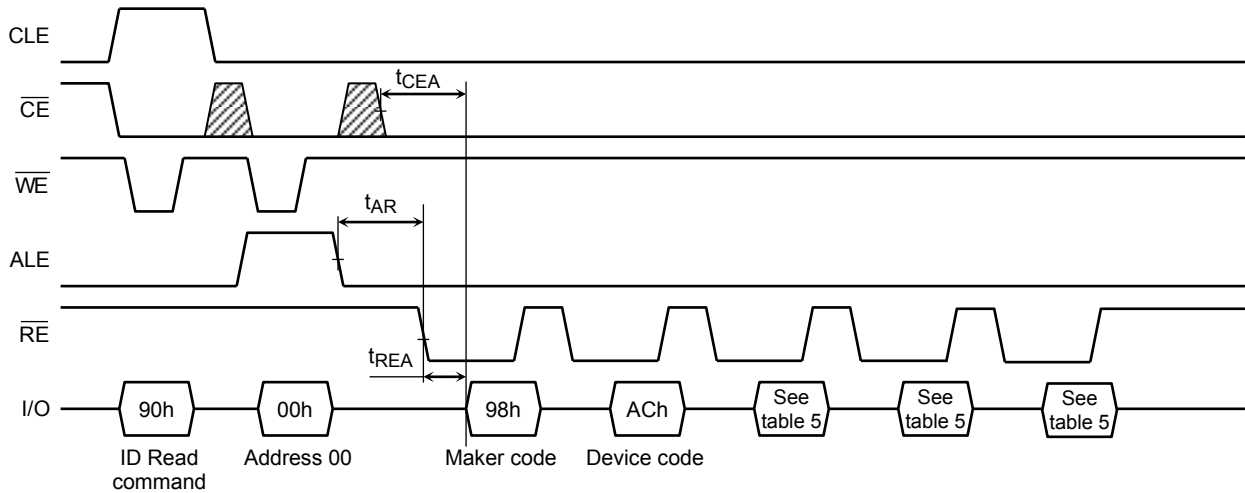 CLE
tCEA
CE
WE
tAR
ALE
RE
tREA
I/O
90h
00h
98h
ACh
See
table 5
See
table 5
See
table 5
ID Read
command
Address 00
Maker code
Device code